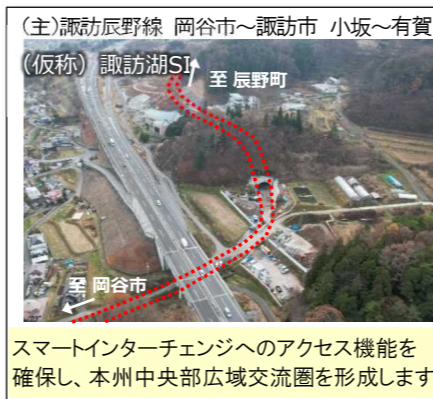 (主)諏訪辰野線 岡谷市~諏訪市 小坂~有賀
(仮称) 諏訪湖SI
至 辰野町
至 岡谷市
スマートインターチェンジへのアクセス機能を
確保し、本州中央部広域交流圏を形成します